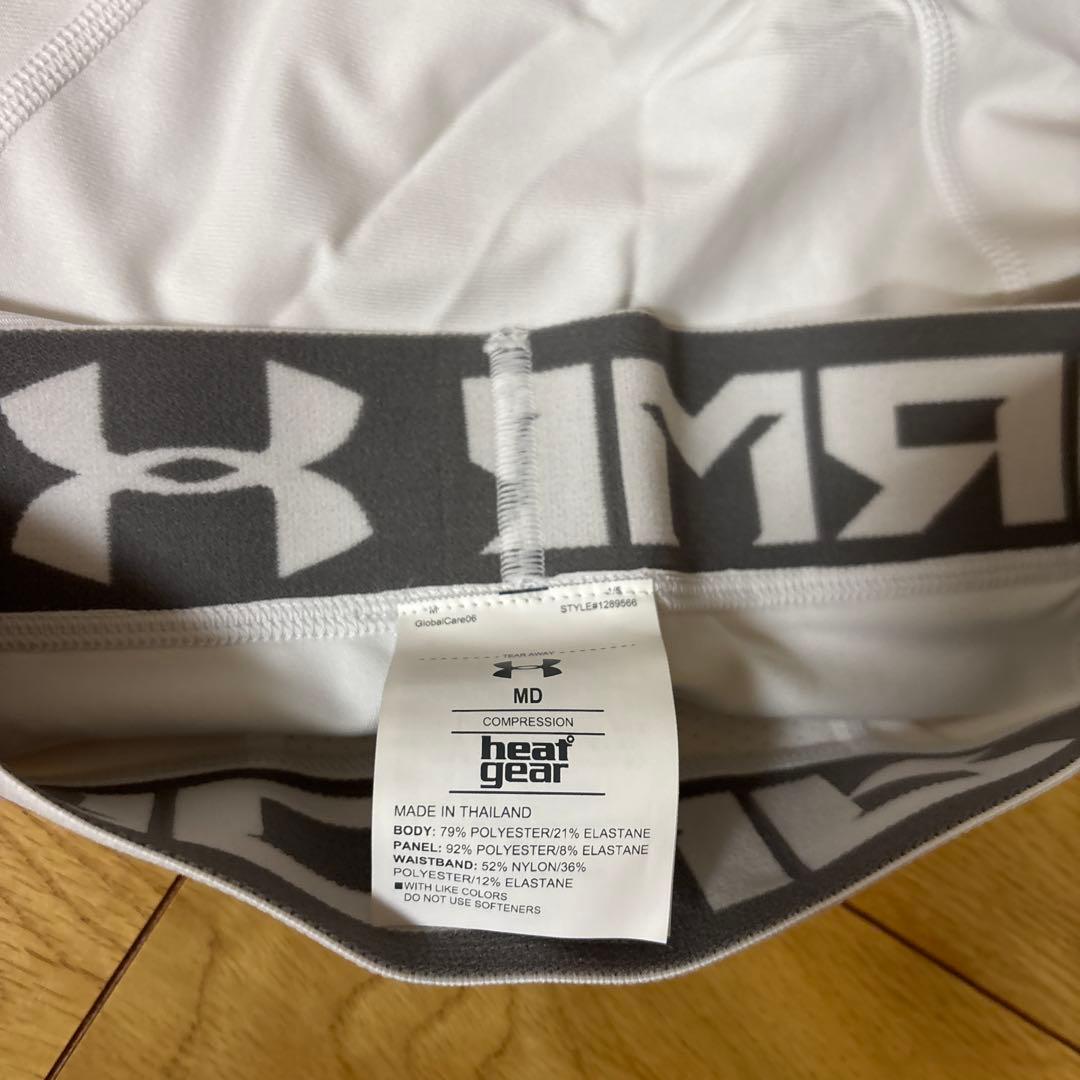 M
GlobalCare06
STYLE#1289566
TEAR AWAY
MD
COMPRESSION
heat
gear
MADE IN THAILAND
BODY: 79% POLYESTER/21% ELASTANE
PANEL: 92% POLYESTER/8% ELASTANE
WAISTBAND: 52% NYLON/36%
POLYESTER/12% ELASTANE
■WITH LIKE COLORS
DO NOT USE SOFTENERS